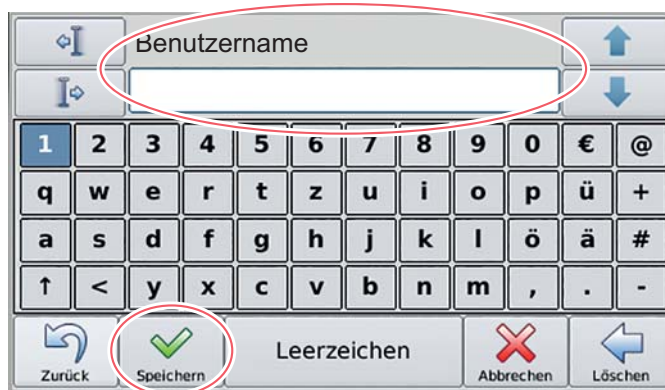 Benutzername
1 2 3 4 5 6 7 8 9 0 € @
q w e r t z u i o p ü +
a s d f g h j k l ö ä #
↑ < y x c v b n m , . -
Zurück Speichern Leerzeichen Abbrechen Löschen